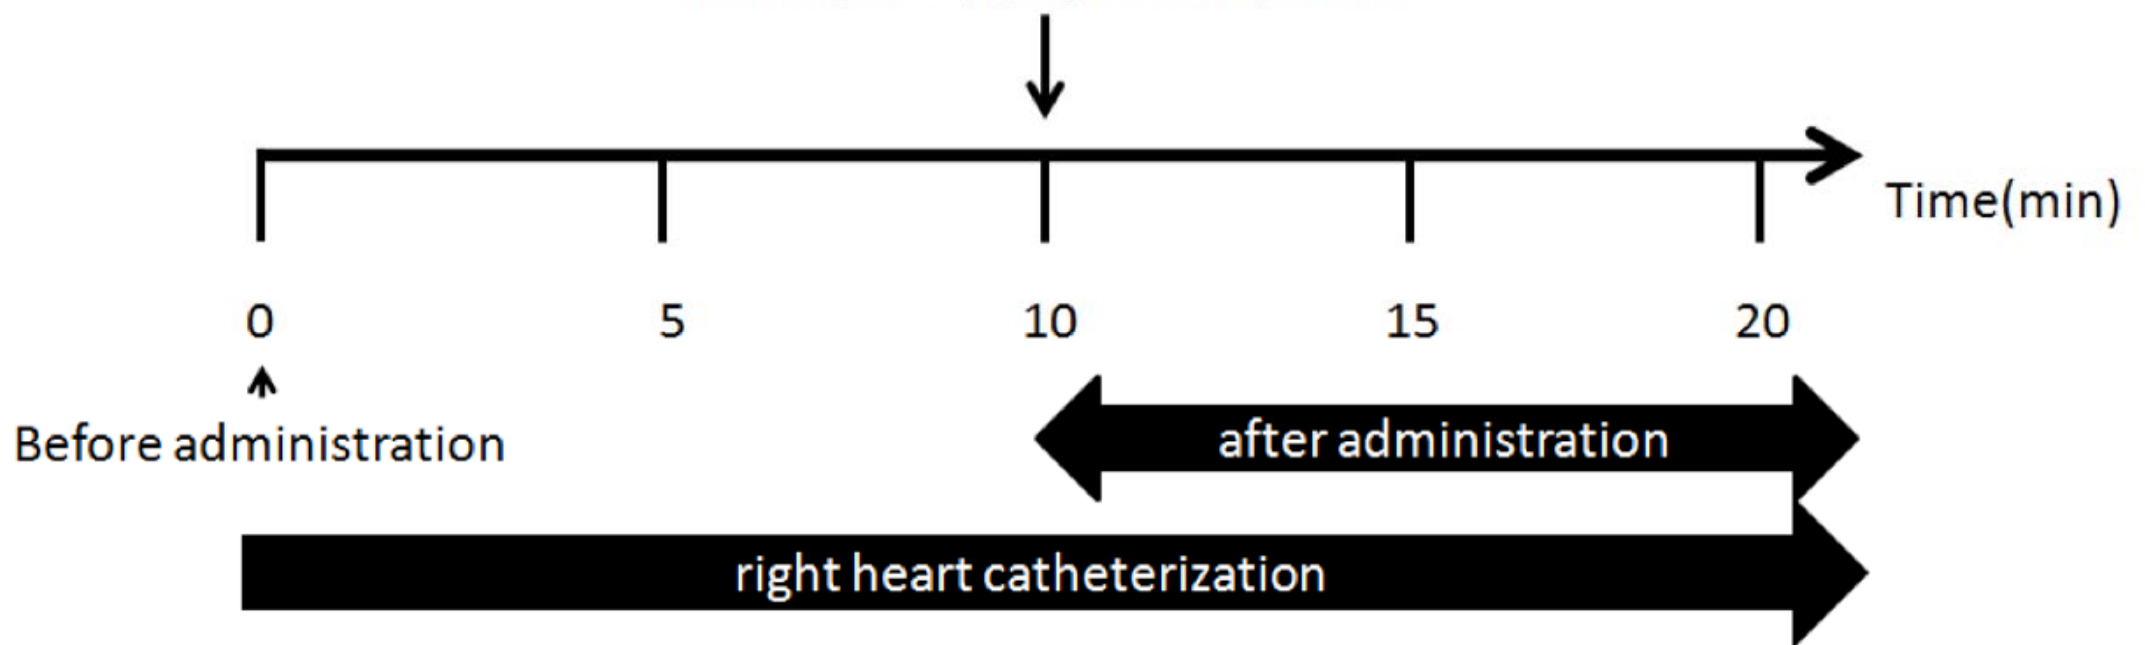 Time(min)
0 5 10 15 20
Before administration
after administration
right heart catheterization